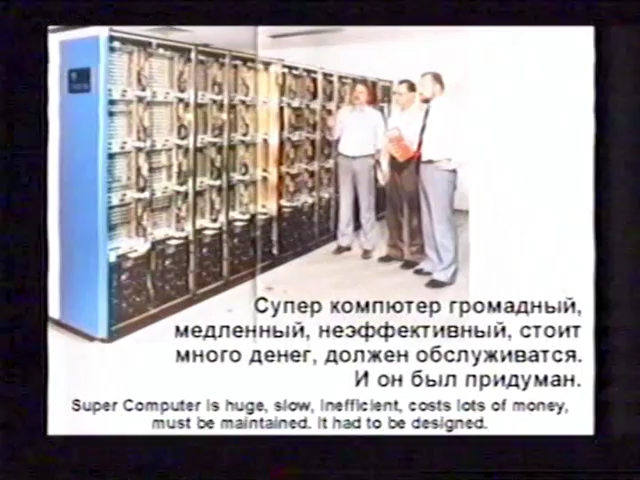 Супер компютер громадный,
медленный, неэффективный, стоит
много денег, должен обслуживатся.
И он был придуман.
Super Computer is huge, slow, inefficient, costs lots of money,
must be maintained. It had to be designed.